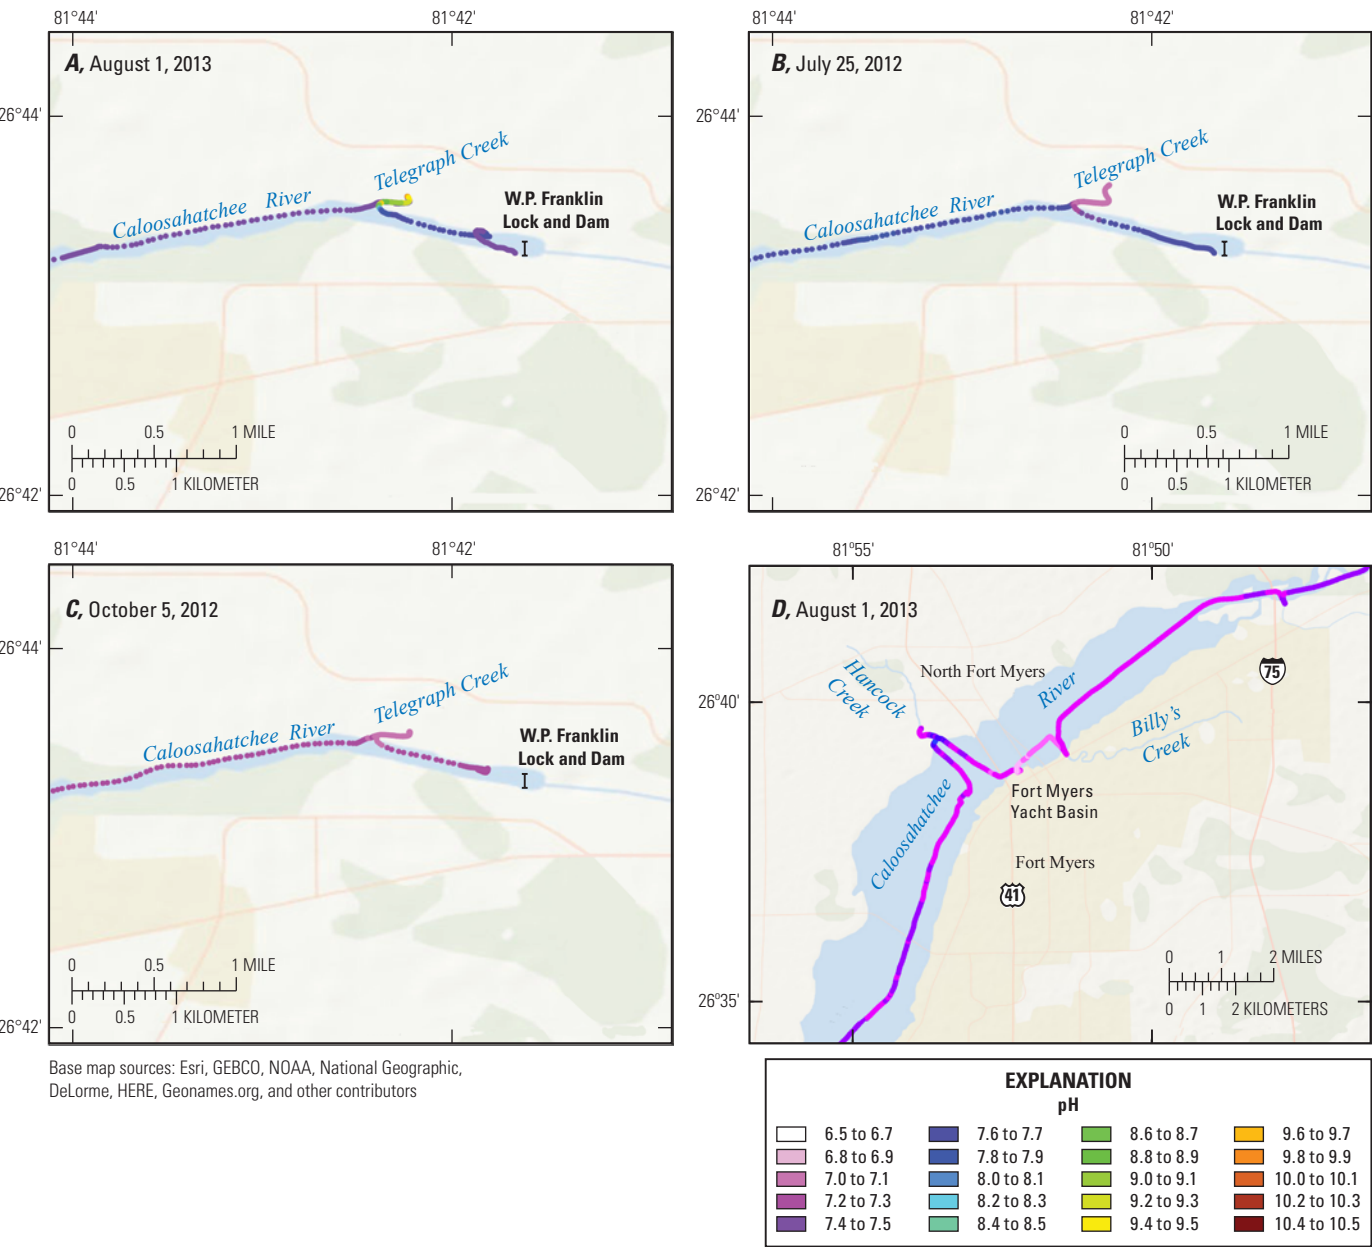 81°44'
81°42'
A, August 1, 2013
26°44'
Telegraph Creek
Caloosahatchee River
W.P. Franklin
Lock and Dam
0 0.5 1 MILE
0 0.5 1 KILOMETER
26°42'
81°44'
81°42'
B, July 25, 2012
26°44'
Telegraph Creek
Caloosahatchee River
W.P. Franklin
Lock and Dam
0 0.5 1 MILE
0 0.5 1 KILOMETER
26°42'
81°44'
81°42'
C, October 5, 2012
26°44'
Telegraph Creek
Caloosahatchee River
W.P. Franklin
Lock and Dam
0 0.5 1 MILE
0 0.5 1 KILOMETER
26°42'
81°55'
81°50'
D, August 1, 2013
Hancock
Creek
North Fort Myers
River
75
26°40'
Billy's
Creek
Fort Myers
Yacht Basin
Caloosahatchee
Fort Myers
41
0 1 2 MILES
0 1 2 KILOMETERS
26°35'
Base map sources: Esri, GEBCO, NOAA, National Geographic,
DeLorme, HERE, Geonames.org, and other contributors
EXPLANATION
pH
6.5 to 6.7
6.8 to 6.9
7.0 to 7.1
7.2 to 7.3
7.4 to 7.5
7.6 to 7.7
7.8 to 7.9
8.0 to 8.1
8.2 to 8.3
8.4 to 8.5
8.6 to 8.7
8.8 to 8.9
9.0 to 9.1
9.2 to 9.3
9.4 to 9.5
9.6 to 9.7
9.8 to 9.9
10.0 to 10.1
10.2 to 10.3
10.4 to 10.5